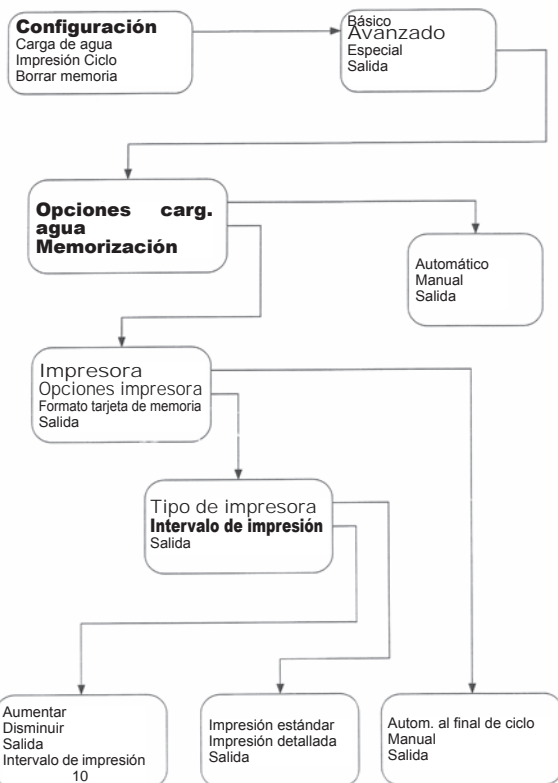 Configuración
Carga de agua
Impresión Ciclo
Borrar memoria
Básico
Avanzado
Especial
Salida
Opciones carg.
agua
Memorización
Automático
Manual
Salida
Impresora
Opciones impresora
Formato tarjeta de memoria
Salida
Tipo de impresora
Intervalo de impresión
Salida
Aumentar
Disminuir
Salida
Intervalo de impresión
10
Impresión estándar
Impresión detallada
Salida
Autom. al final de ciclo
Manual
Salida